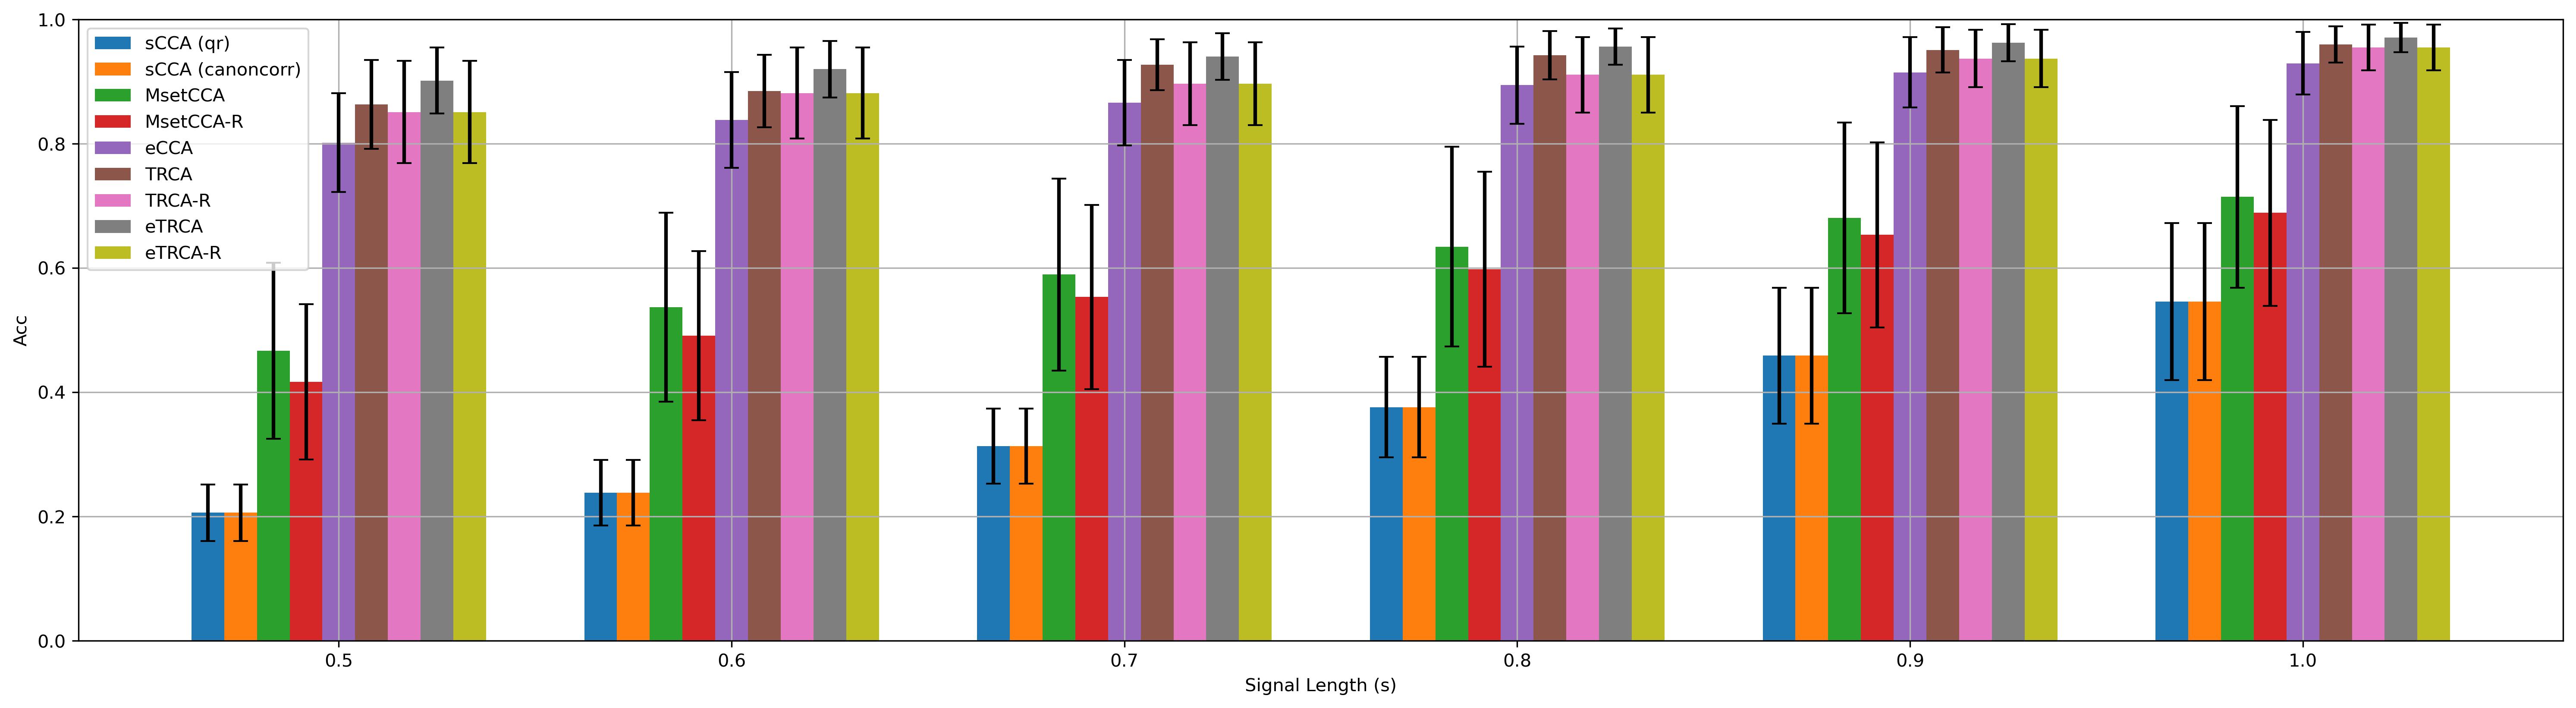 1.0
0.8
0.6
0.4
0.2
0.0
Acc
sCCA (qr)
sCCA (canoncorr)
MsetCCA
MsetCCA-R
eCCA
TRCA
TRCA-R
eTRCA
eTRCA-R
0.5 0.6 0.7 0.8 0.9 1.0
Signal Length (s)